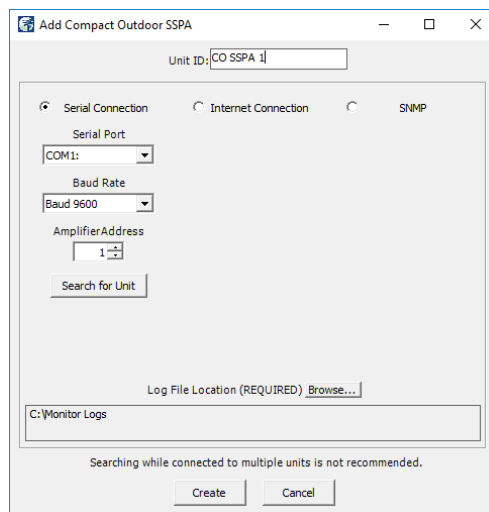 Add Compact Outdoor SSPA
Unit ID: CO SSPA 1
Serial Connection Internet Connection SNMP
Serial Port
COM1:
Baud Rate
Baud 9600
AmplifierAddress
1
Search for Unit
Log File Location (REQUIRED) Browse...
C:\Monitor Logs
Searching while connected to multiple units is not recommended.
Create Cancel